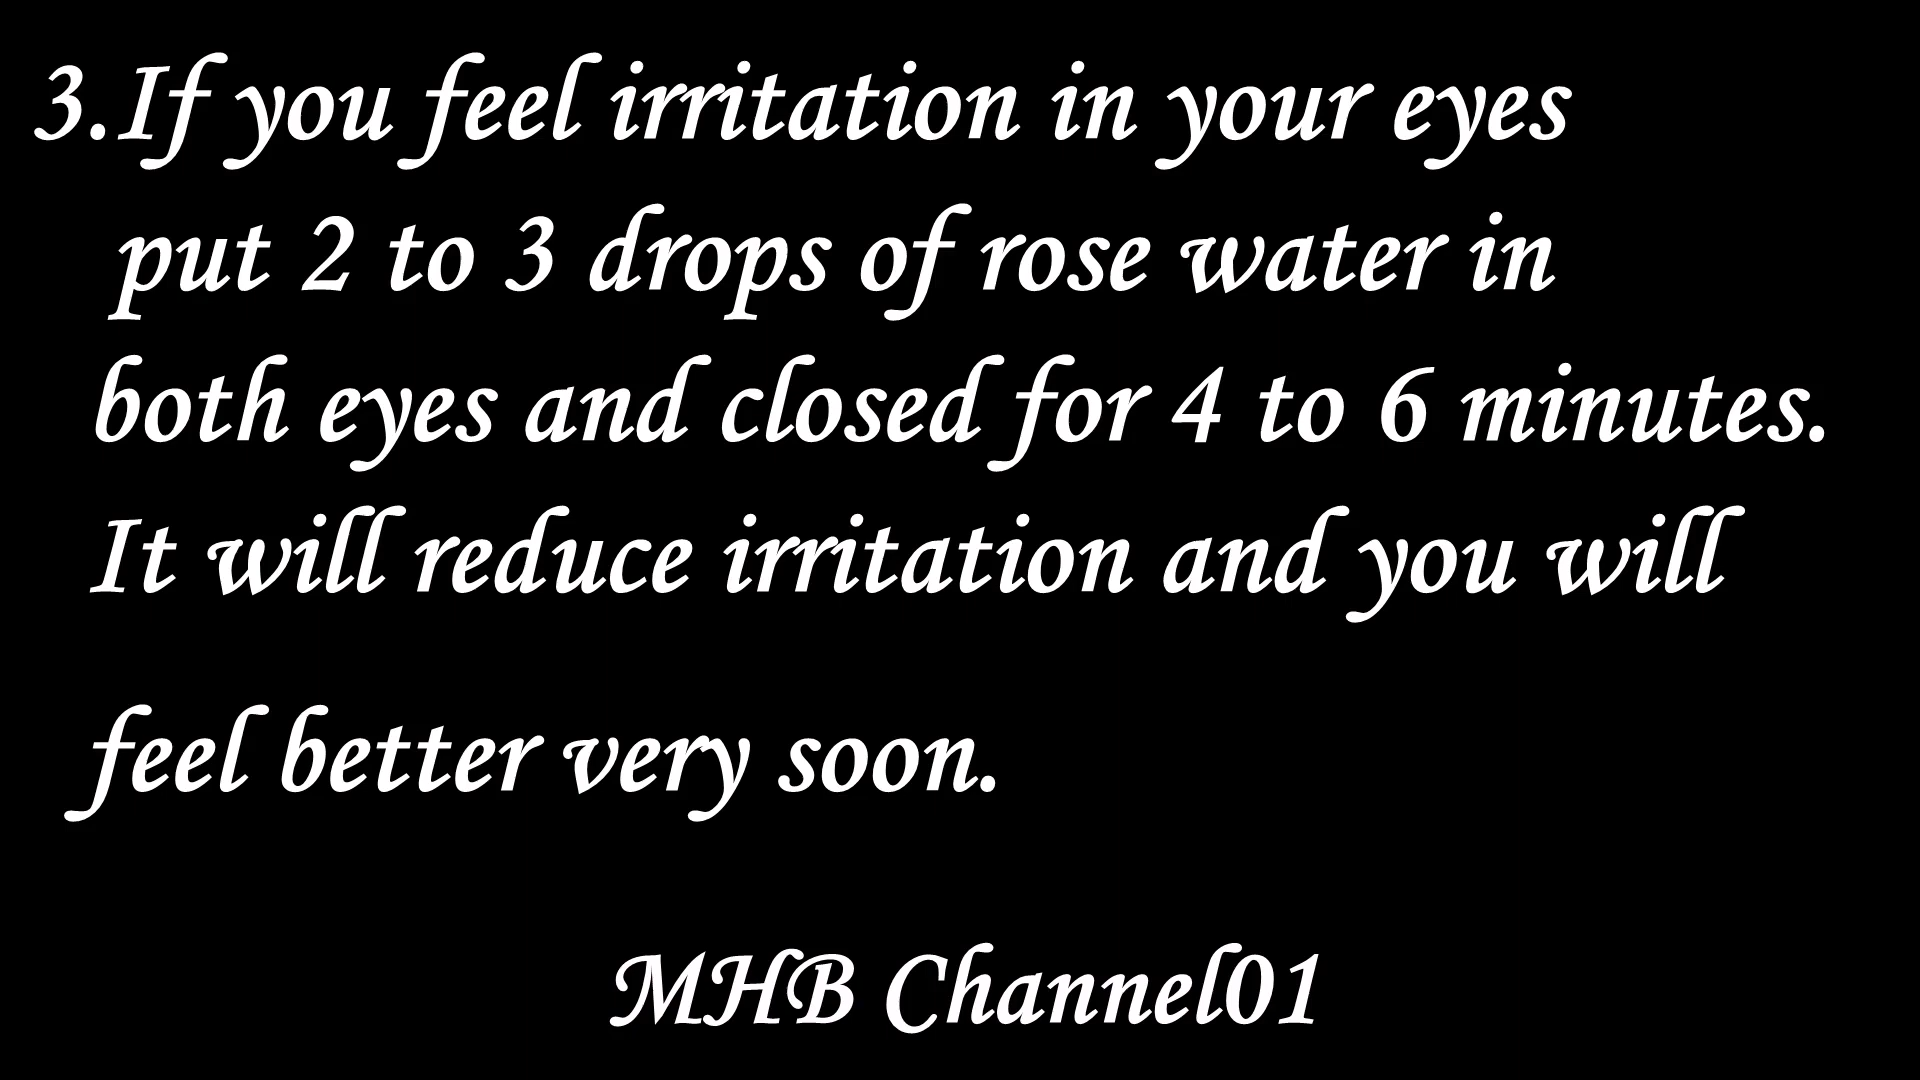 3.If you feel irritation in your eyes
put 2 to 3 drops of rose water in
both eyes and closed for 4 to 6 minutes.
It will reduce irritation and you will
feel better very soon.
MHB Channel01